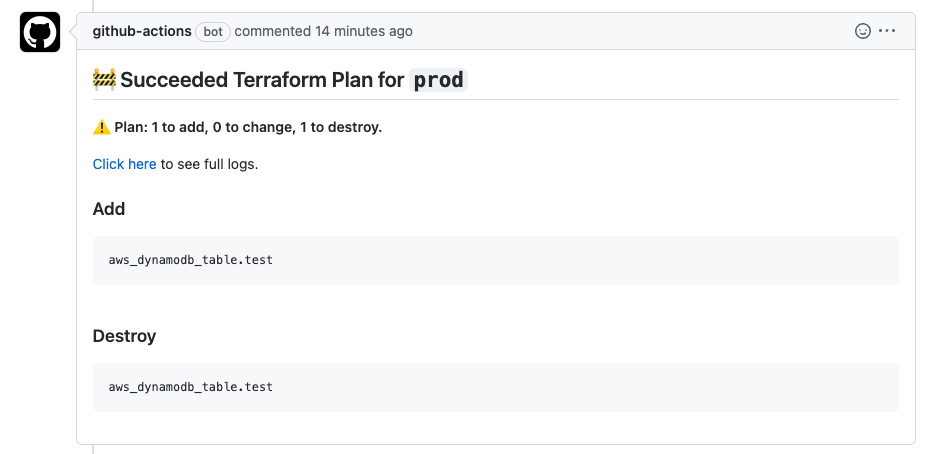 github-actions bot commented 14 minutes ago
🚧 Succeeded Terraform Plan for prod
⚠️ Plan: 1 to add, 0 to change, 1 to destroy.
Click here to see full logs.
Add
aws_dynamodb_table.test
Destroy
aws_dynamodb_table.test